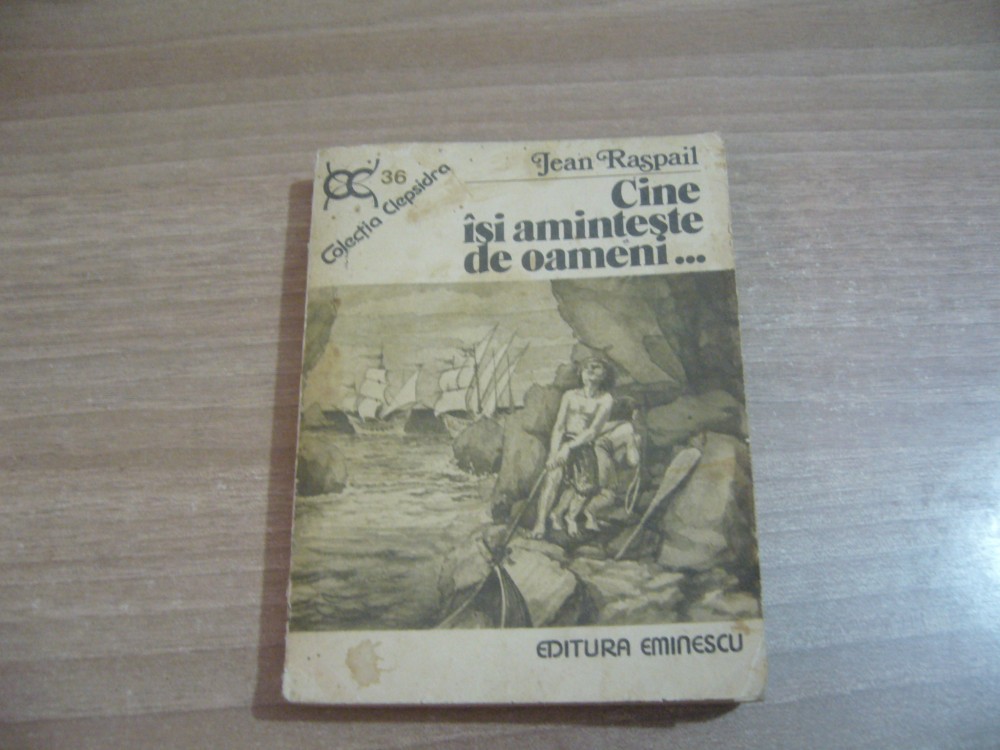 36
Colecția Clepsidra
Jean Raspail
Cine
își amintește
de oameni...
EDITURA EMINESCU